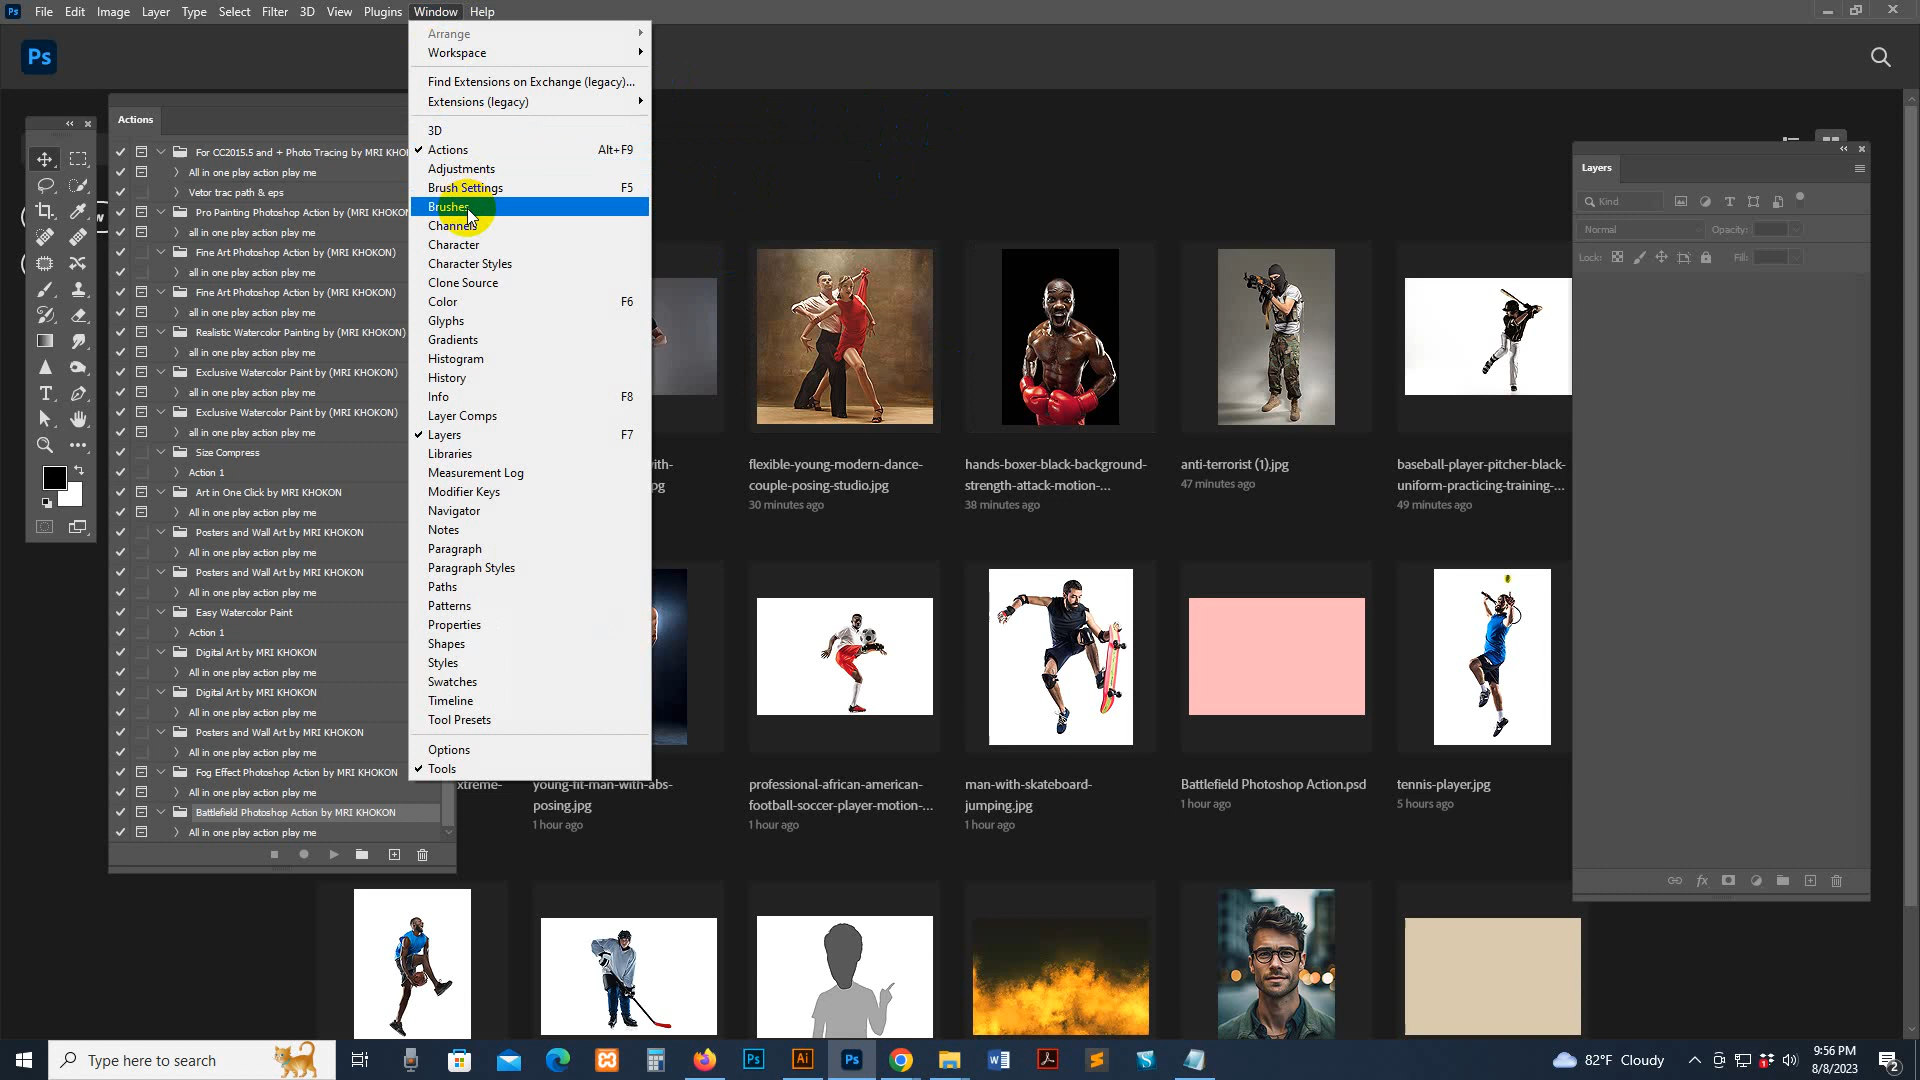 File Edit Image Layer Type Select Filter 3D View Plugins Window Help
Ps
Arrange
Workspace
Find Extensions on Exchange (legacy)...
Extensions (legacy)
3D
Actions Alt+F9
Adjustments
Brush Settings F5
Brushes
Channels
Character
Character Styles
Clone Source
Color F6
Glyphs
Gradients
Histogram
History
Info F8
Layer Comps
Layers F7
Libraries
Measurement Log
Modifier Keys
Navigator
Notes
Paragraph
Paragraph Styles
Paths
Patterns
Properties
Shapes
Styles
Swatches
Timeline
Tool Presets
Options
Tools
Actions
For CC2015.5 and + Photo Tracing by MRI KHO
All in one play action play me
Vetor trac path & eps
Pro Painting Photoshop Action by (MRI KHOKON
all in one play action play me
Fine Art Photoshop Action by (MRI KHOKON)
all in one play action play me
Fine Art Photoshop Action by (MRI KHOKON)
all in one play action play me
Realistic Watercolor Painting by (MRI KHOKON)
all in one play action play me
Exclusive Watercolor Paint by (MRI KHOKON)
all in one play action play me
Exclusive Watercolor Paint by (MRI KHOKON)
all in one play action play me
Size Compress
Action 1
Art in One Click by MRI KHOKON
All in one play action play me
Posters and Wall Art by MRI KHOKON
All in one play action play me
Posters and Wall Art by MRI KHOKON
All in one play action play me
Easy Watercolor Paint
Action 1
Digital Art by MRI KHOKON
All in one play action play me
Digital Art by MRI KHOKON
All in one play action play me
Posters and Wall Art by MRI KHOKON
All in one play action play me
Fog Effect Photoshop Action by MRI KHOKON
All in one play action play me
Battlefield Photoshop Action by MRI KHOKON
All in one play action play me
with-
pg
flexible-young-modern-dance-
couple-posing-studio.jpg
30 minutes ago
hands-boxer-black-background-
strength-attack-motion-...
38 minutes ago
anti-terrorist (1).jpg
47 minutes ago
baseball-player-pitcher-black-
uniform-practicing-training-...
49 minutes ago
xtreme-
young-fit-man-with-abs-
posing.jpg
1 hour ago
professional-african-american-
football-soccer-player-motion-...
1 hour ago
man-with-skateboard-
jumping.jpg
1 hour ago
Battlefield Photoshop Action.psd
1 hour ago
tennis-player.jpg
5 hours ago
Layers
Kind
Normal Opacity:
Lock: Fill:
Type here to search
82°F Cloudy
9:56 PM
8/8/2023
2